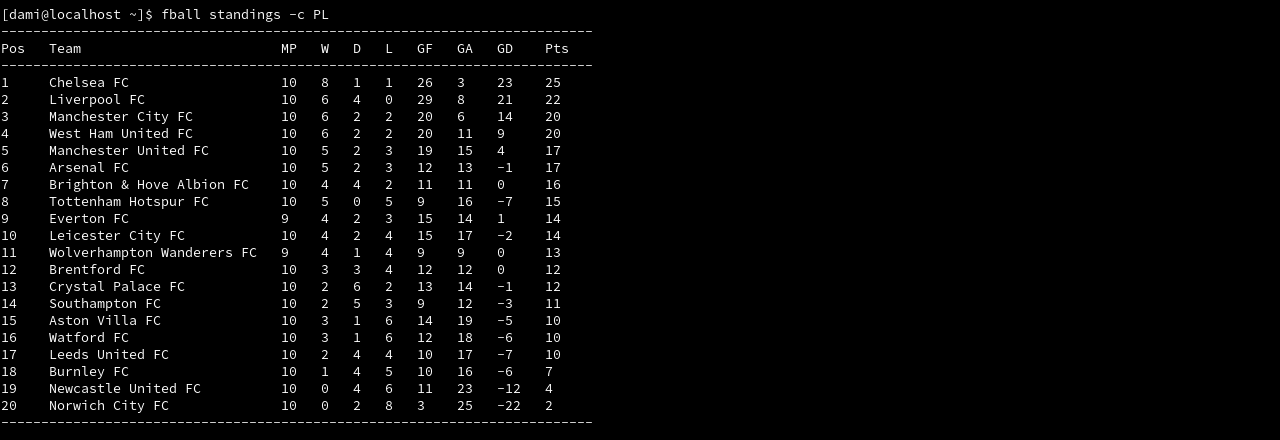 [dami@localhost ~]$ fball standings -c PL
--------------------------------------------------------------------------
Pos   Team                         MP   W   D   L   GF   GA   GD    Pts
--------------------------------------------------------------------------
1     Chelsea FC                   10   8   1   1   26   3    23    25
2     Liverpool FC                 10   6   4   0   29   8    21    22
3     Manchester City FC           10   6   2   2   20   6    14    20
4     West Ham United FC           10   6   2   2   20   11   9     20
5     Manchester United FC         10   5   2   3   19   15   4     17
6     Arsenal FC                   10   5   2   3   12   13   -1    17
7     Brighton & Hove Albion FC    10   4   4   2   11   11   0     16
8     Tottenham Hotspur FC         10   5   0   5   9    16   -7    15
9     Everton FC                   9    4   2   3   15   14   1     14
10    Leicester City FC            10   4   2   4   15   17   -2    14
11    Wolverhampton Wanderers FC   9    4   1   4   9    9    0     13
12    Brentford FC                 10   3   3   4   12   12   0     12
13    Crystal Palace FC            10   2   6   2   13   14   -1    12
14    Southampton FC               10   2   5   3   9    12   -3    11
15    Aston Villa FC               10   3   1   6   14   19   -5    10
16    Watford FC                   10   3   1   6   12   18   -6    10
17    Leeds United FC              10   2   4   4   10   17   -7    10
18    Burnley FC                   10   1   4   5   10   16   -6    7
19    Newcastle United FC          10   0   4   6   11   23   -12   4
20    Norwich City FC              10   0   2   8   3    25   -22   2
--------------------------------------------------------------------------